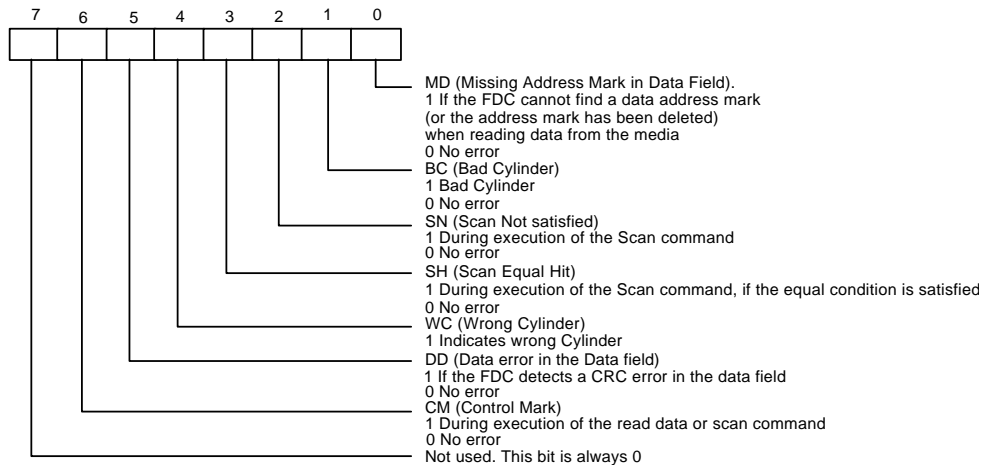 7 6 5 4 3 2 1 0
MD (Missing Address Mark in Data Field).
1 If the FDC cannot find a data address mark
(or the address mark has been deleted)
when reading data from the media
0 No error
BC (Bad Cylinder)
1 Bad Cylinder
0 No error
SN (Scan Not satisfied)
1 During execution of the Scan command
0 No error
SH (Scan Equal Hit)
1 During execution of the Scan command, if the equal condition is satisfied
0 No error
WC (Wrong Cylinder)
1 Indicates wrong Cylinder
DD (Data error in the Data field)
1 If the FDC detects a CRC error in the data field
0 No error
CM (Control Mark)
1 During execution of the read data or scan command
0 No error
Not used. This bit is always 0